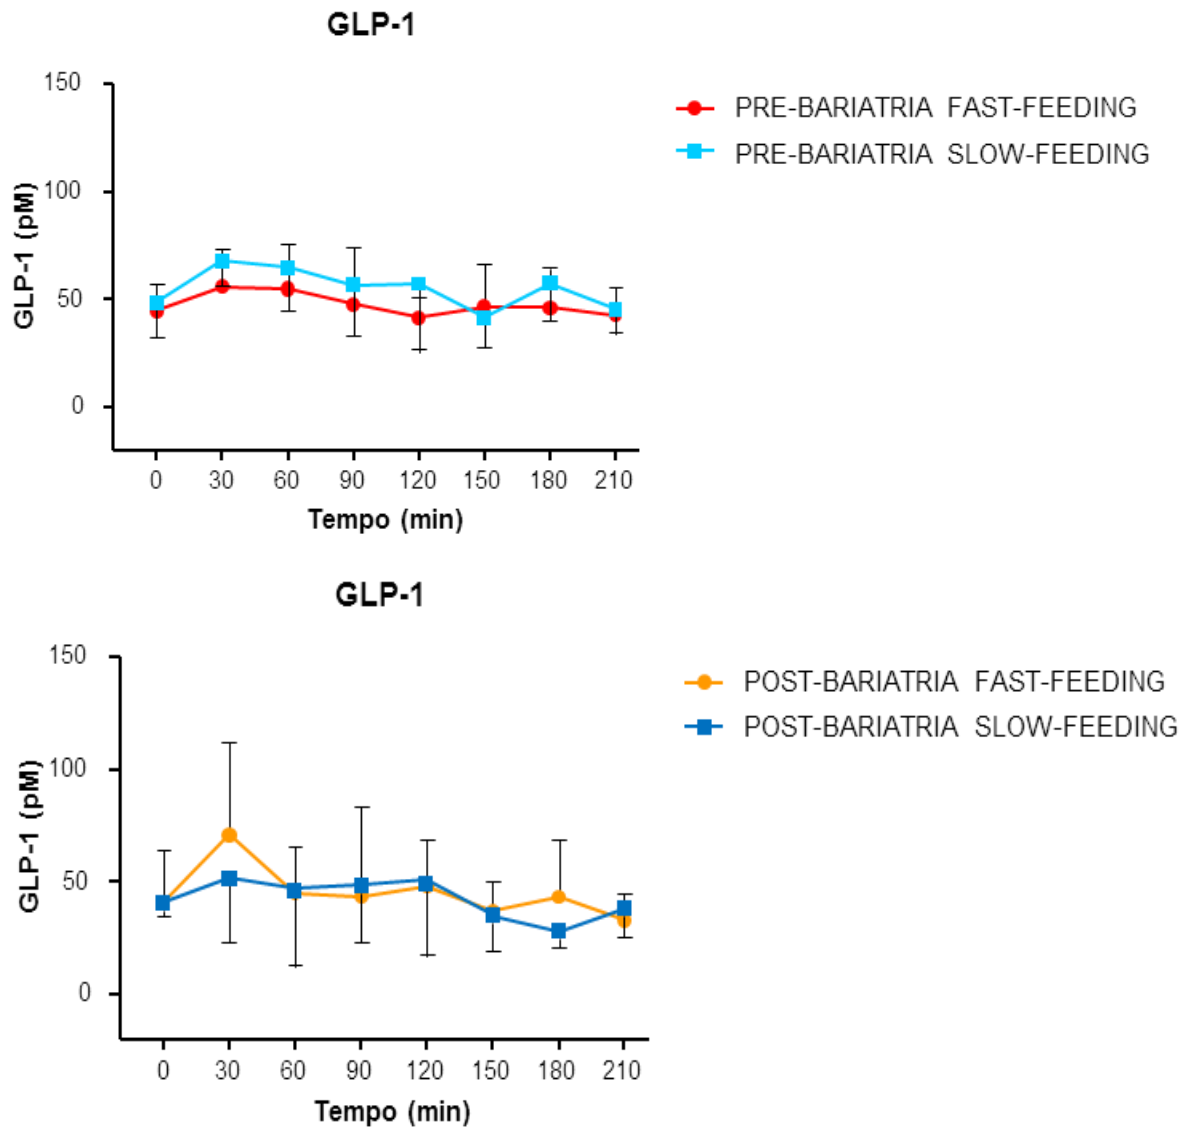 GLP-1
150
100
50
0
GLP-1 (pM)
0 30 60 90 120 150 180 210
Tempo (min)
PRE-BARIATRIA FAST-FEEDING
PRE-BARIATRIA SLOW-FEEDING
GLP-1
150
100
50
0
GLP-1 (pM)
0 30 60 90 120 150 180 210
Tempo (min)
POST-BARIATRIA FAST-FEEDING
POST-BARIATRIA SLOW-FEEDING